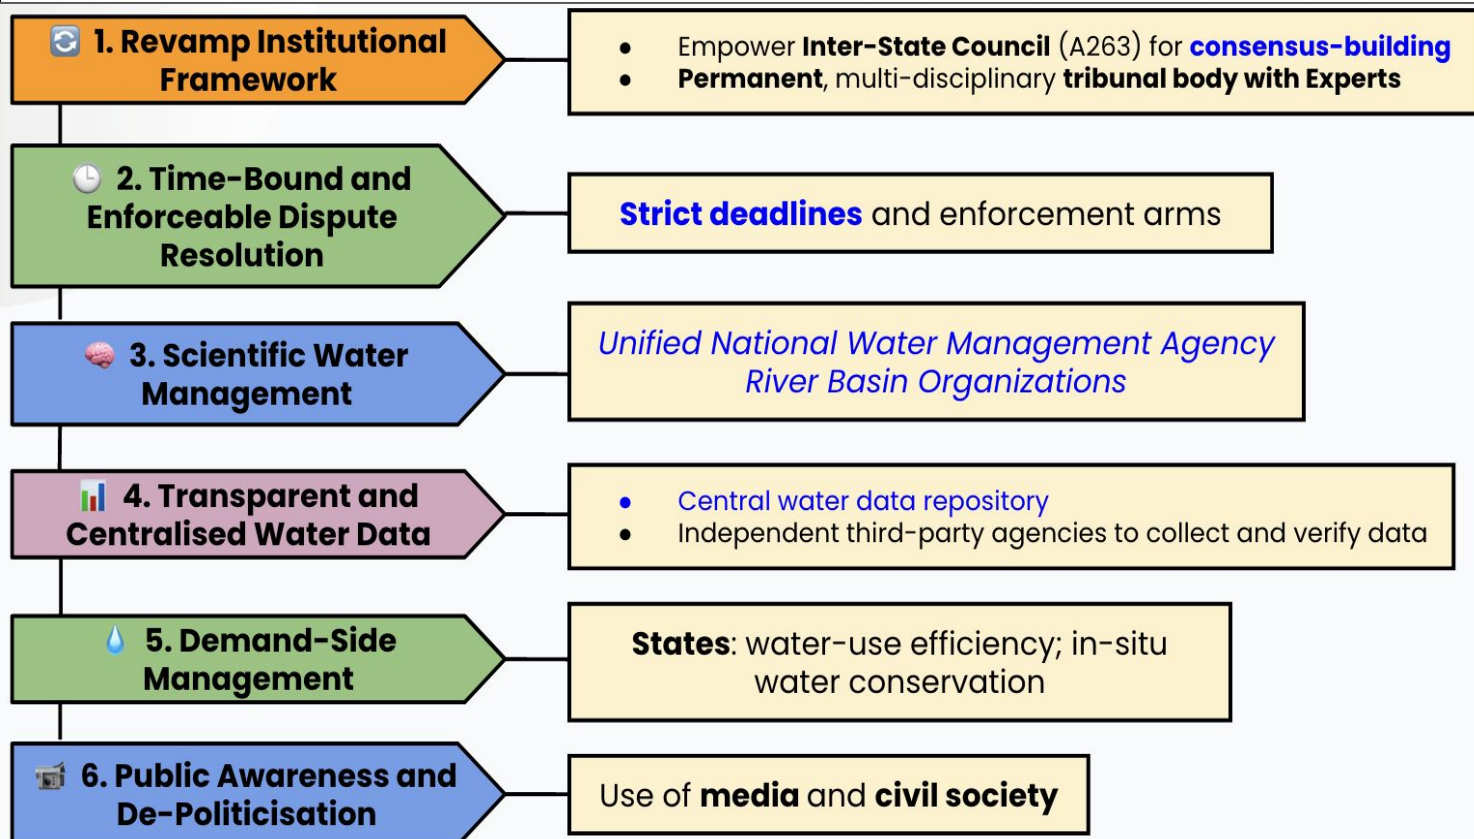 1. Revamp Institutional
Framework
● Empower Inter-State Council (A263) for consensus-building
● Permanent, multi-disciplinary tribunal body with Experts
2. Time-Bound and
Enforceable Dispute
Resolution
Strict deadlines and enforcement arms
3. Scientific Water
Management
Unified National Water Management Agency
River Basin Organizations
4. Transparent and
Centralised Water Data
● Central water data repository
● Independent third-party agencies to collect and verify data
5. Demand-Side
Management
States: water-use efficiency; in-situ
water conservation
6. Public Awareness and
De-Politicisation
Use of media and civil society